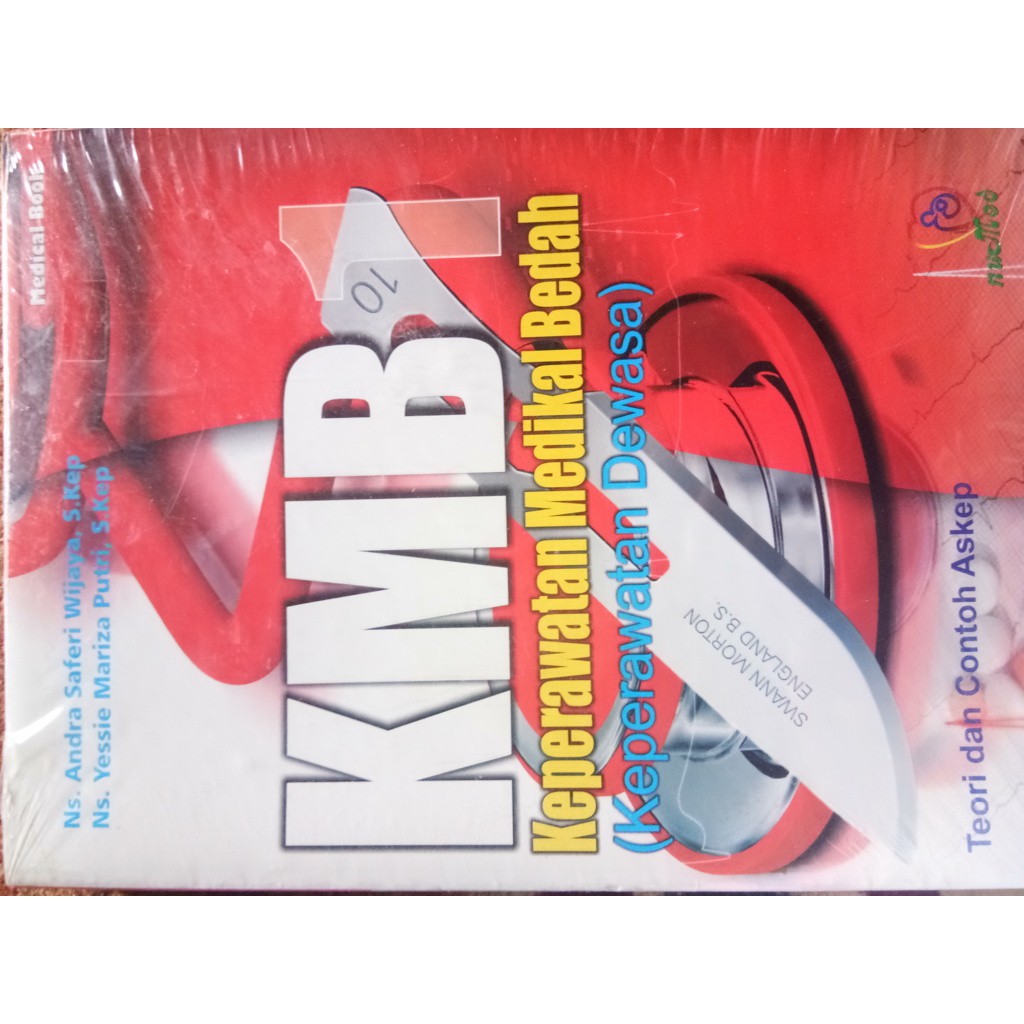 Medical Book
Ns. Andra Saferi Wijaya, S.Kep
Ns. Yessie Mariza Putri, S.Kep
KMB 1
10
Keperawatan Medikal Bedah
(Keperawatan Dewasa)
SWANN MORTON
ENGLAND B.S.
Teori dan Contoh Askep
nuMed